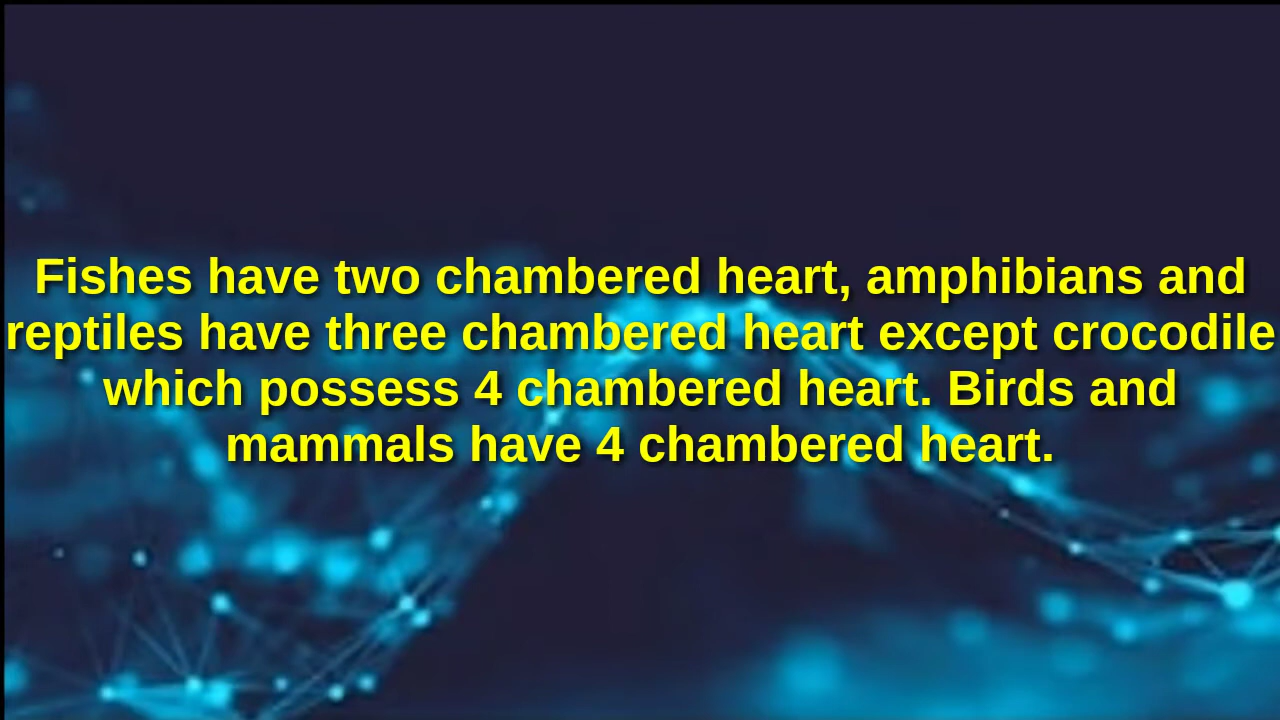 Fishes have two chambered heart, amphibians and
reptiles have three chambered heart except crocodile
which possess 4 chambered heart. Birds and
mammals have 4 chambered heart.